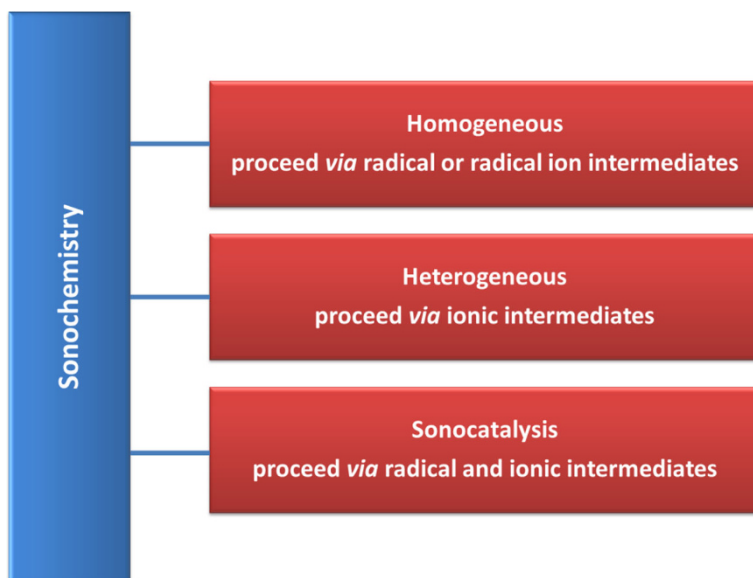 Sonochemistry
Homogeneous
proceed via radical or radical ion intermediates
Heterogeneous
proceed via ionic intermediates
Sonocatalysis
proceed via radical and ionic intermediates